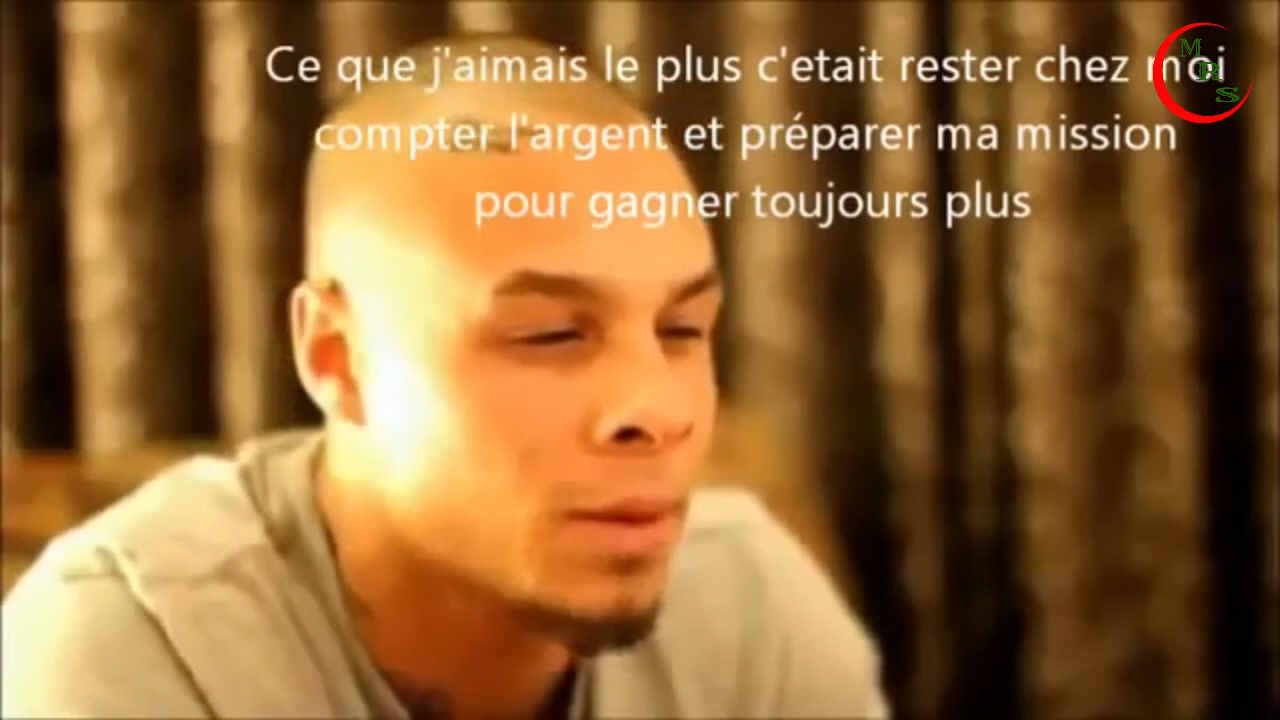 Ce que j'aimais le plus c'etait rester chez moi
compter l'argent et préparer ma mission
pour gagner toujours plus
M
R
S